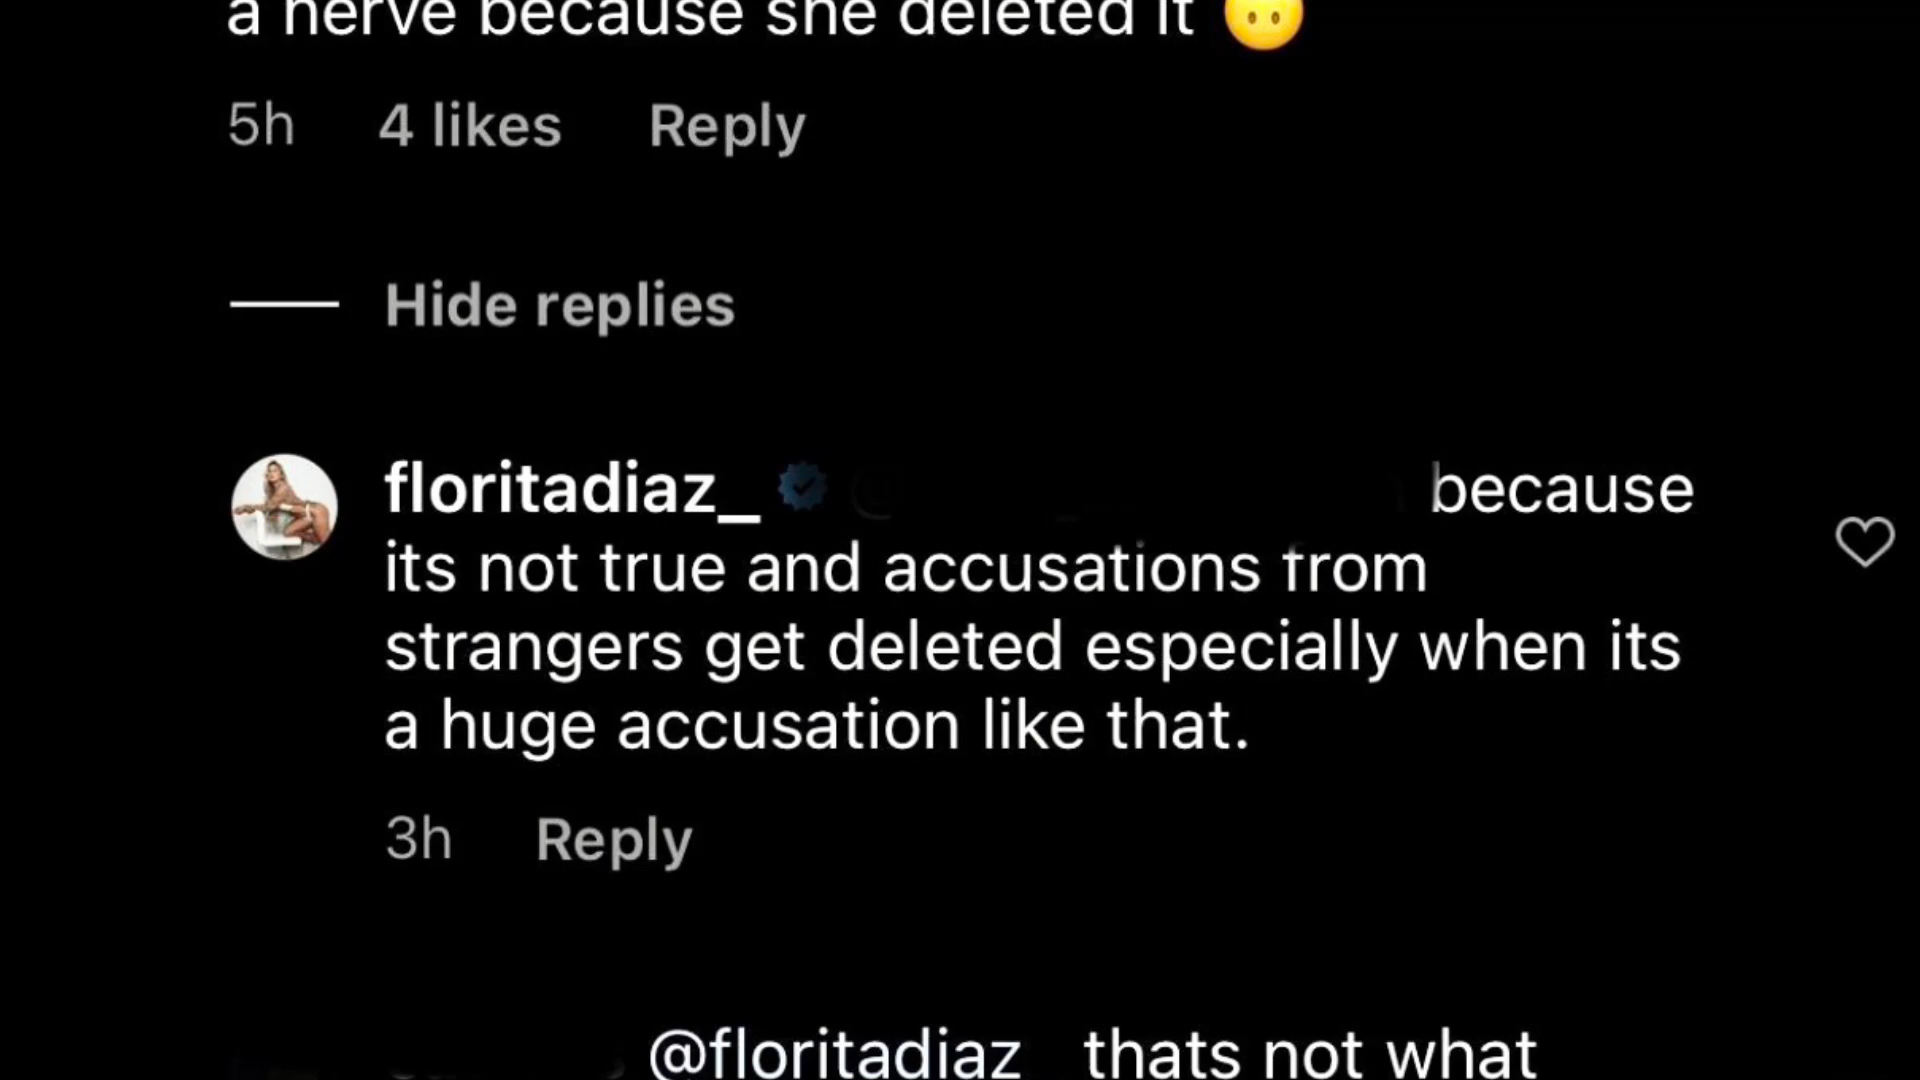 a nerve because she deleted it 😶
5h 4 likes Reply
Hide replies
floritadiaz_ because
its not true and accusations from
strangers get deleted especially when its
a huge accusation like that.
3h Reply
@floritadiaz_ thats not what